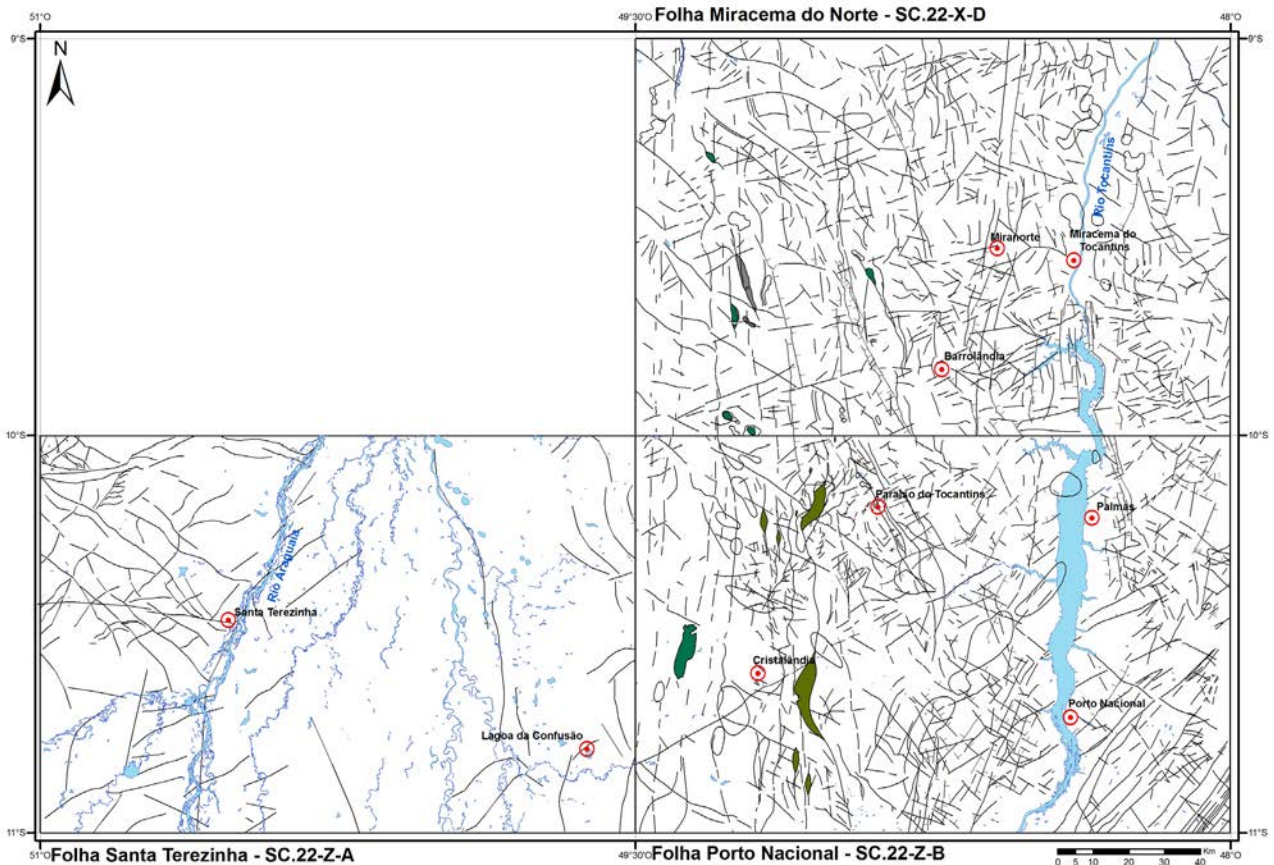 51°O
49°30'O
Folha Miracema do Norte - SC.22-X-D
48°O
9°S
9°S
N
Rio Tocantins
Miranorte
Miracema do
Tocantins
Barrolândia
10°S
10°S
Paraíso do Tocantins
Palmas
Rio Araguaia
Santa Terezinha
Cristalândia
Porto Nacional
Lagoa da Confusão
11°S
11°S
51°O
Folha Santa Terezinha - SC.22-Z-A
49°30'O
Folha Porto Nacional - SC.22-Z-B
48°O
Km
0 5 10 20 30 40